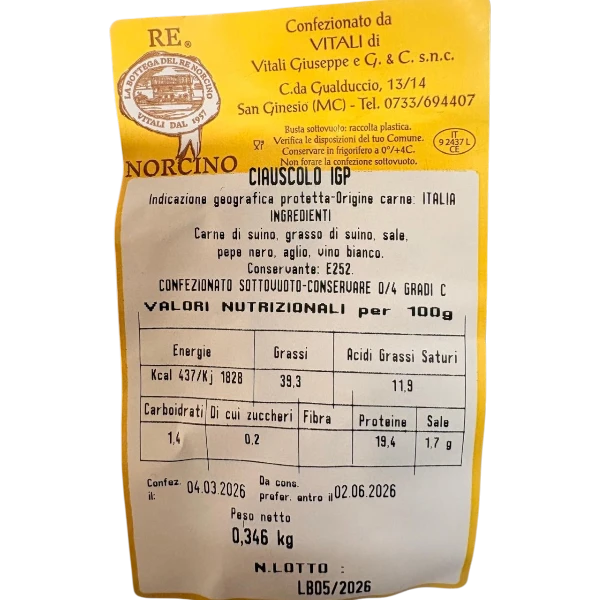 RE®
LA BOTTEGA DEL RE NORCINO
VITALI DAL 1957
NORCINO
Confezionato da
VITALI di
Vitali Giuseppe e G. & C. s.n.c.
C.da Gualduccio, 13/14
San Ginesio (MC) - Tel. 0733/694407
Busta sottovuoto: raccolta plastica.
Verifica le disposizioni del tuo Comune.
Conservare in frigorifero a 0°/+4C.
Non forare la confezione sottovuoto.
IT
9 2437 L
CE
CIAUSCOLO IGP
Indicazione geografica protetta-Origine carne: ITALIA
INGREDIENTI
Carne di suino, grasso di suino, sale,
pepe nero, aglio, vino bianco.
Conservante: E252.
CONFEZIONATO SOTTOVUOTO-CONSERVARE 0/4 GRADI C
VALORI NUTRIZIONALI per 100g
Energie Grassi Acidi Grassi Saturi
Kcal 437/Kj 1828 39,3 11,9
Carboidrati Di cui zuccheri Fibra Proteine Sale
1,4 0,2 19,4 1,7 g
Confez. il: 04.03.2026 Da cons. prefer. entro il 02.06.2026
Peso netto
0,346 kg
N.LOTTO :
LB05/2026